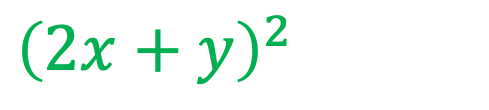 (2x + y)²